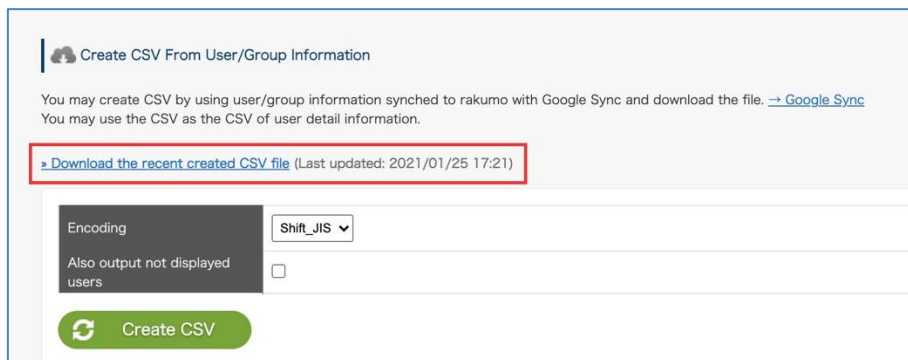 Create CSV From User/Group Information
You may create CSV by using user/group information synched to rakumo with Google Sync and download the file. → Google Sync
You may use the CSV as the CSV of user detail information.
» Download the recent created CSV file (Last updated: 2021/01/25 17:21)
Encoding Shift_JIS
Also output not displayed
users
Create CSV